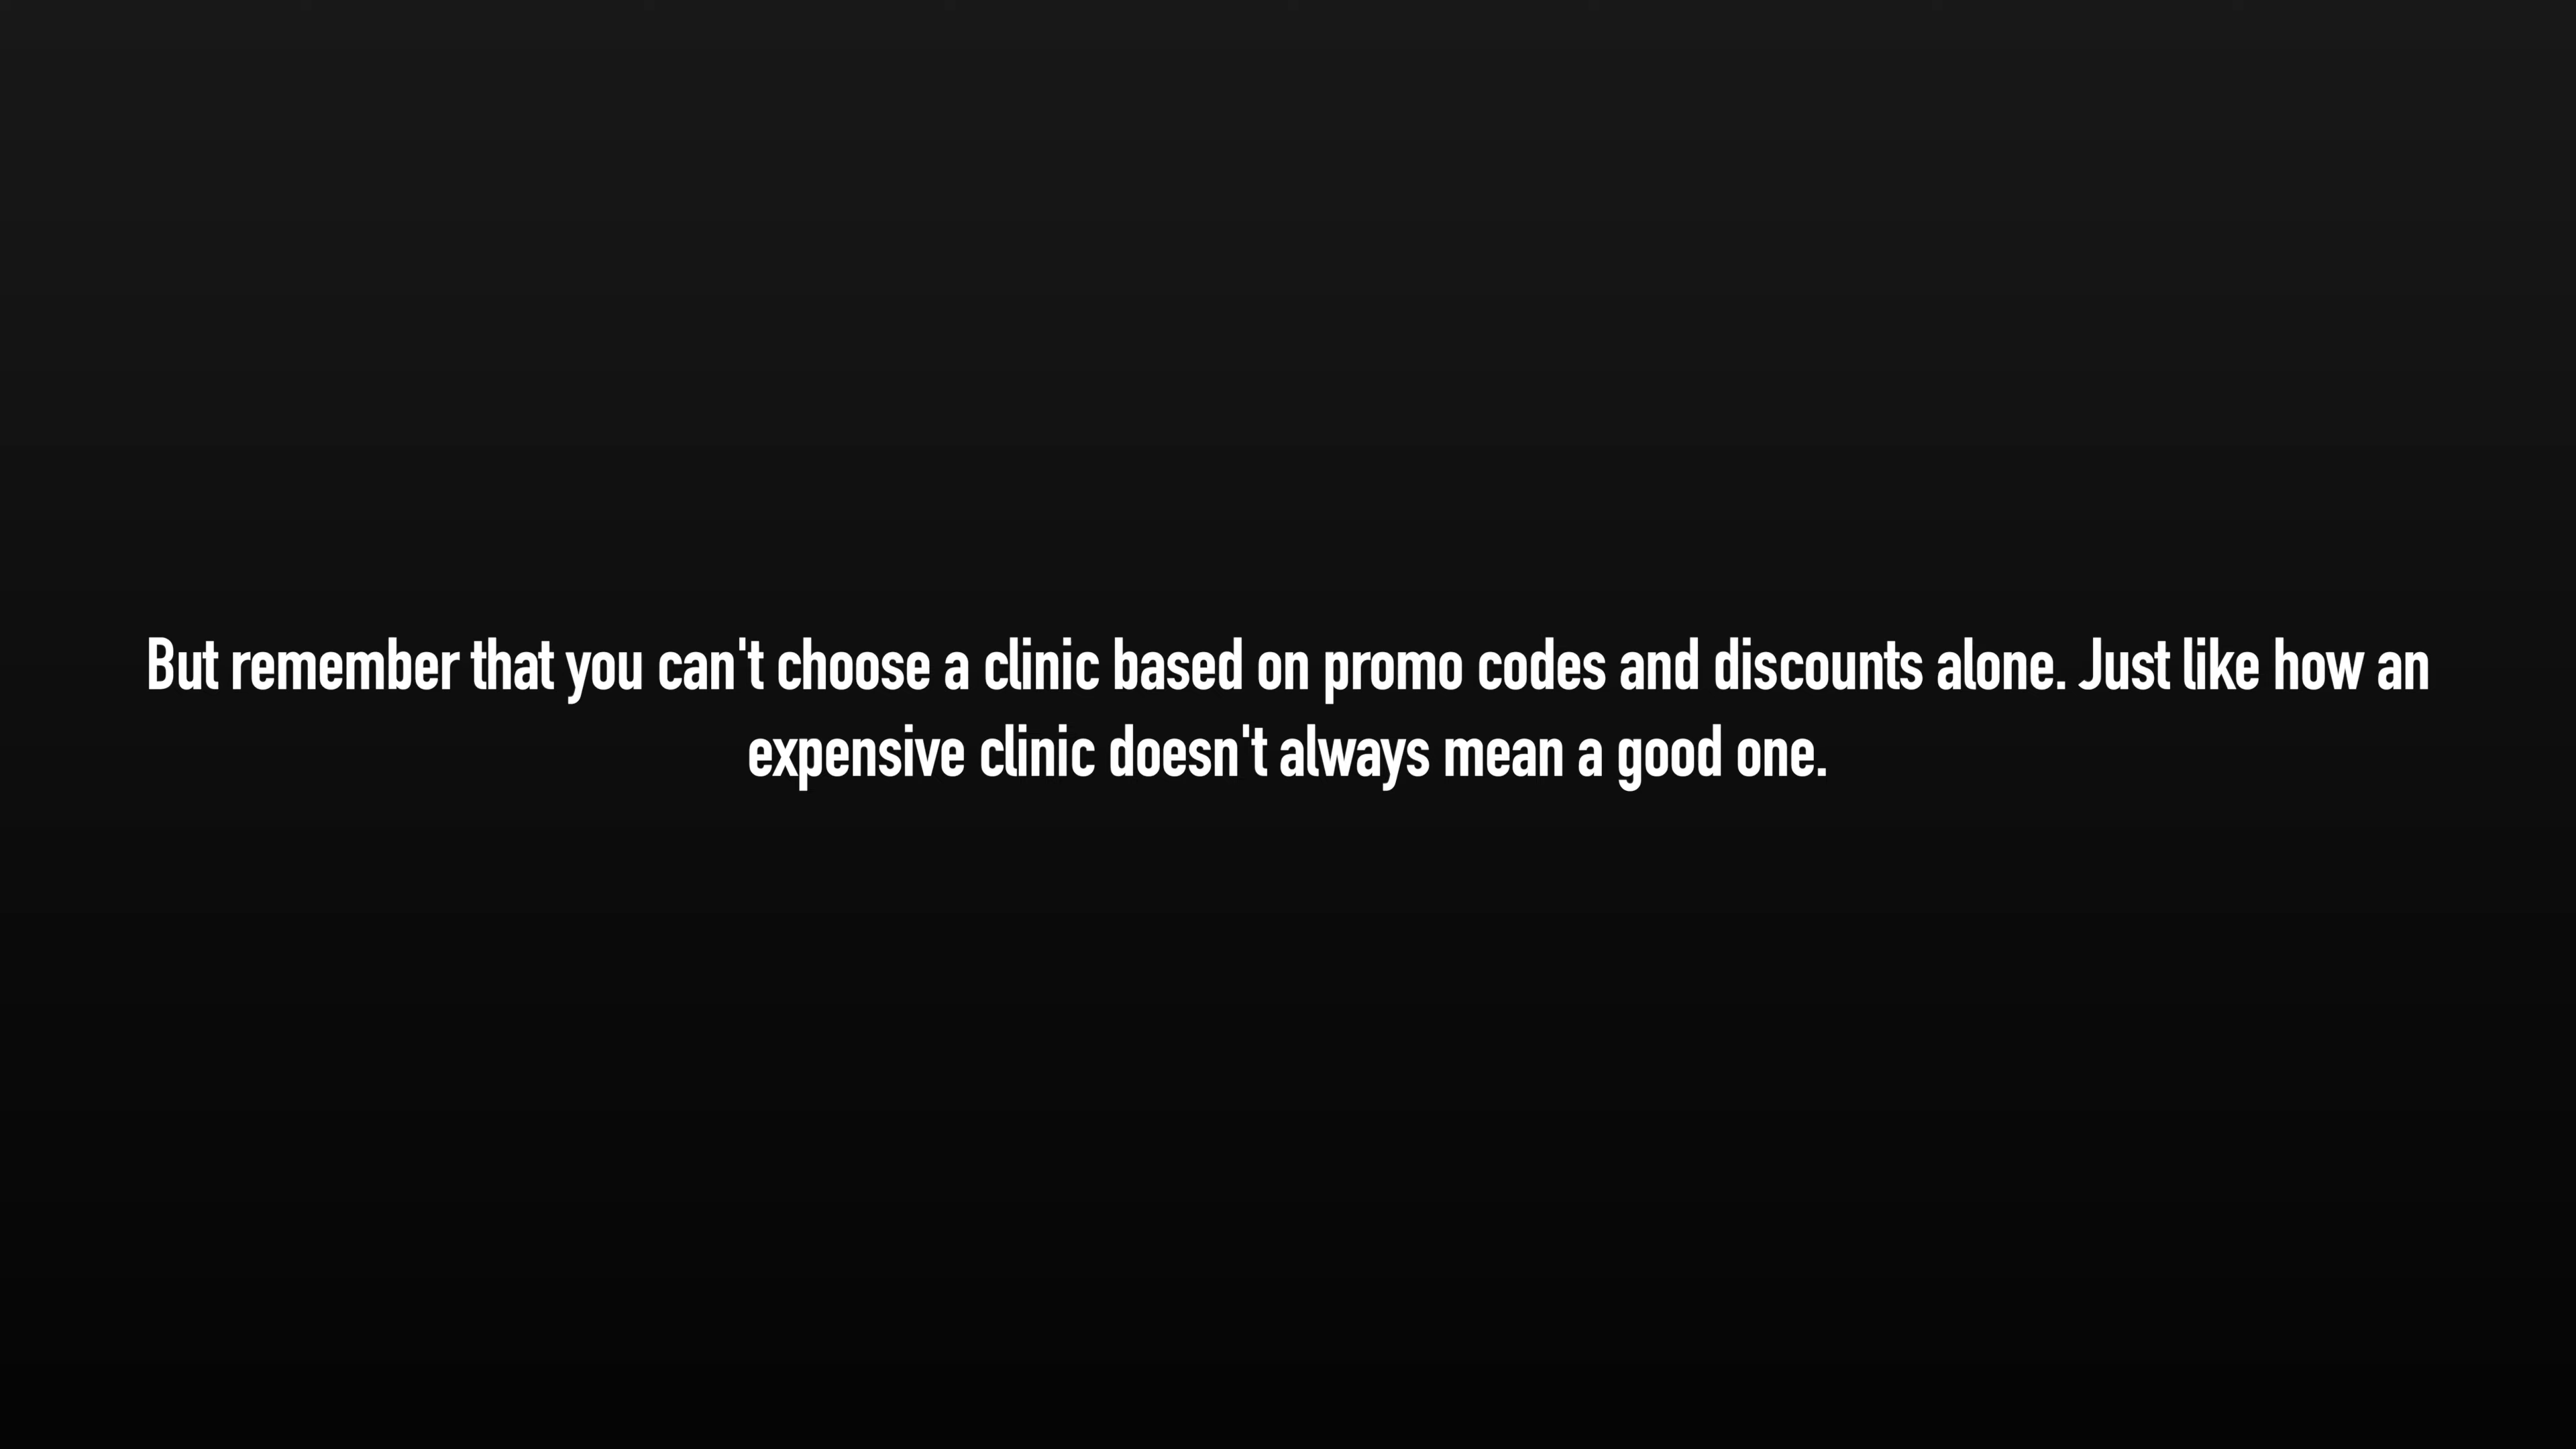 But remember that you can't choose a clinic based on promo codes and discounts alone. Just like how an
expensive clinic doesn't always mean a good one.